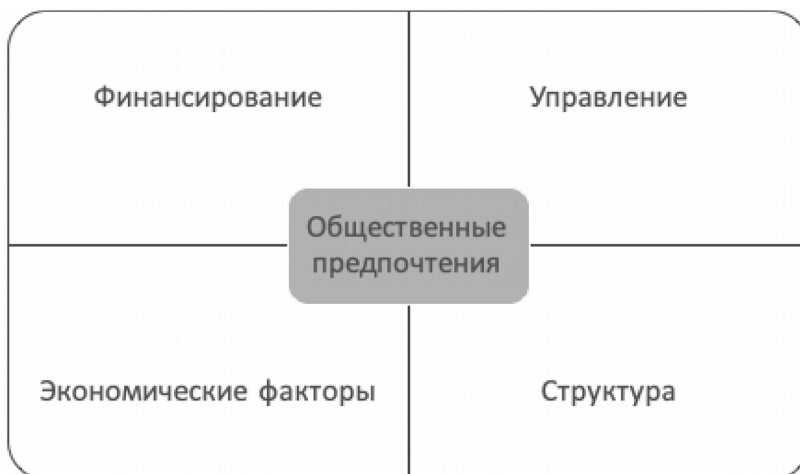 Финансирование
Управление
Общественные
предпочтения
Экономические факторы
Структура